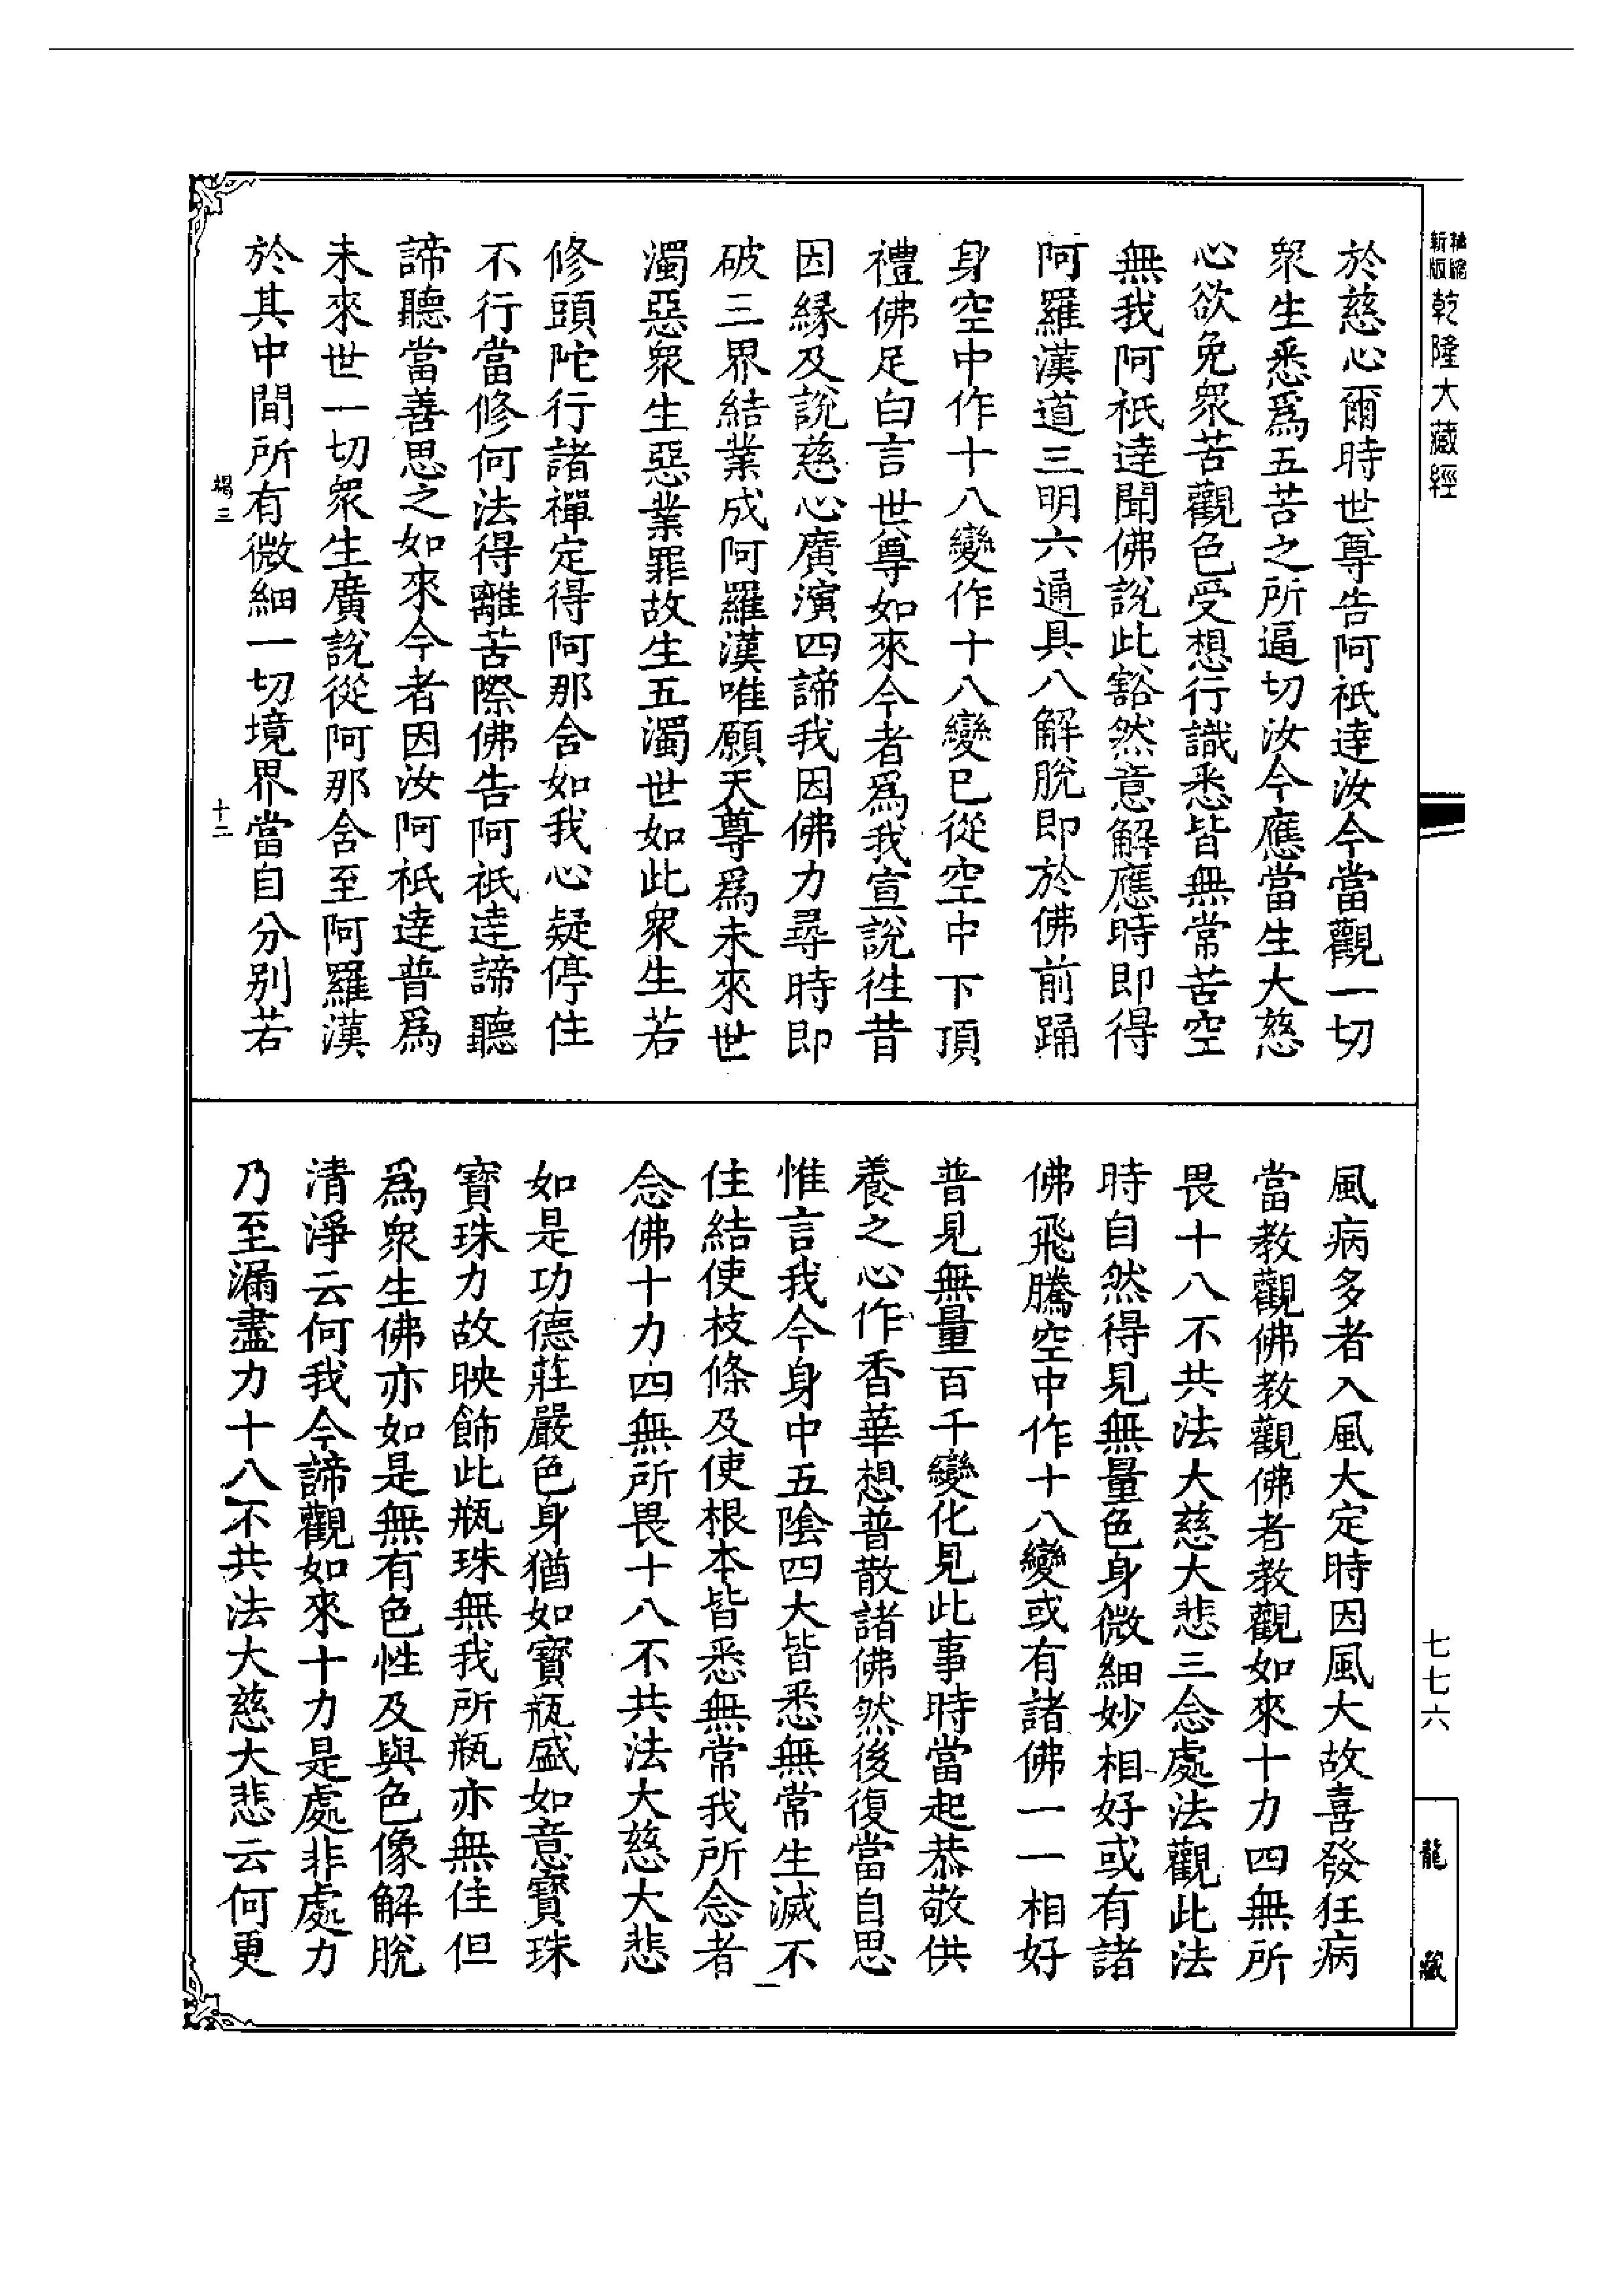 新版
乾隆大藏經
於慈心爾時世尊告阿祇達汝今當觀一切
衆生悉爲五苦之所逼切汝今應當生大慈
心欲免衆苦觀色受想行識悉皆無常苦空
無我阿祇達聞佛說此豁然意解應時即得
阿羅漢道三明六通具八解脫即於佛前踊
身空中作十八變作十八變已從空中下頂
禮佛足白言世尊如來今者爲我宣說徃昔
因緣及說慈心廣演四諦我因佛力尋時即
破三界結業成阿羅漢唯願天尊爲未來世
濁惡衆生惡業罪故生五濁世如此衆生若
修頭陀行諸禪定得阿那含如我心疑停住
不行當修何法得離苦際佛告阿祇達諦聽
諦聽當善思之如來今者因汝阿祇達普爲
未來世一切衆生廣說從阿那含至阿羅漢
於其中間所有微細一切境界當自分別若
竭三
十二
風病多者入風大定時因風大故喜發狂病
當教觀佛教觀佛者教觀如來十力四無所
畏十八不共法大慈大悲三念處法觀此法
時自然得見無量色身微細妙相好或有諸
佛飛騰空中作十八變或有諸佛一一相好
普見無量百千變化見此事時當起恭敬供
養之心作香華想普散諸佛然後復當自思
惟言我今身中五陰四大皆悉無常生滅不
住結使枝條及使根本皆悉無常我所念者
念佛十力四無所畏十八不共法大慈大悲
如是功德莊嚴色身猶如寶瓶盛如意寶珠
寶珠力故映飾此瓶珠無我所瓶亦無住但
爲衆生佛亦如是無有色性及與色像解脫
清淨云何我今諦觀如來十力是處非處力
乃至漏盡力十八不共法大慈大悲云何更
七七六
龍藏